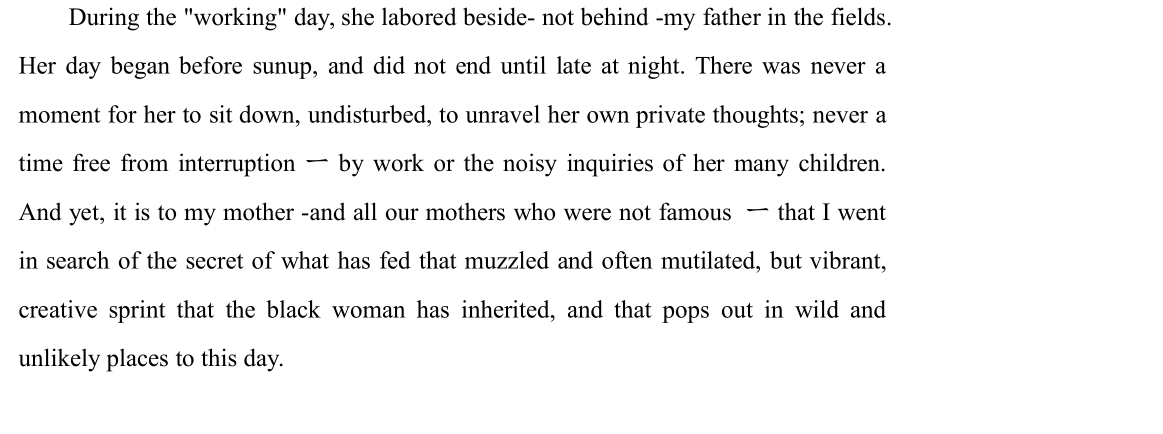 During the "working" day, she labored beside- not behind -my father in the fields.
Her day began before sunup, and did not end until late at night. There was never a
moment for her to sit down, undisturbed, to unravel her own private thoughts; never a
time free from interruption 一 by work or the noisy inquiries of her many children.
And yet, it is to my mother -and all our mothers who were not famous 一 that I went
in search of the secret of what has fed that muzzled and often mutilated, but vibrant,
creative sprint that the black woman has inherited, and that pops out in wild and
unlikely places to this day.